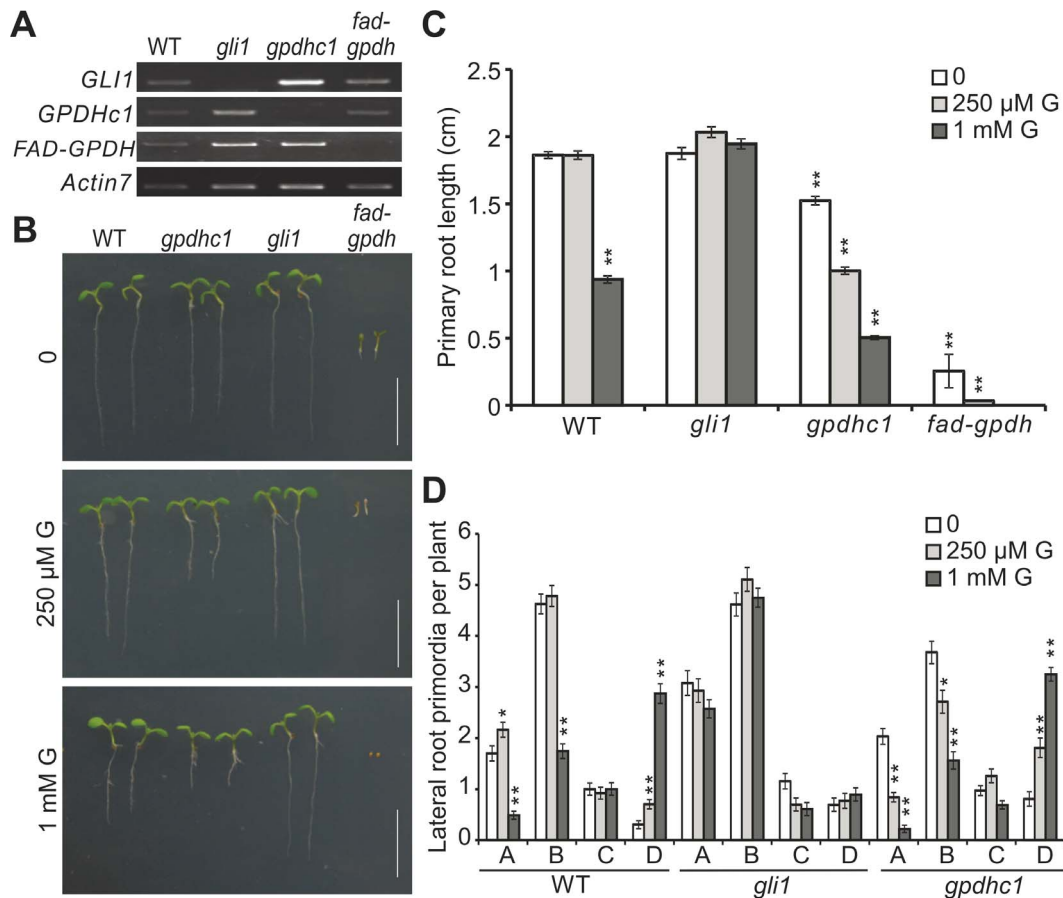 A
WT gli1 gpdhc1 fad-gpdh
GLI1
GPDHc1
FAD-GPDH
Actin7
B
WT gpdhc1 gli1 fad-gpdh
0
250 µM G
1 mM G
C
Primary root length (cm)
2.5
2
1.5
1
0.5
0
0
250 µM G
1 mM G
**
**
**
**
**
**
WT gli1 gpdhc1 fad-gpdh
D
Lateral root primordia per plant
6
5
4
3
2
1
0
0
250 µM G
1 mM G
*
**
**
**
**
**
**
*
**
**
**
A B C D A B C D A B C D
WT gli1 gpdhc1